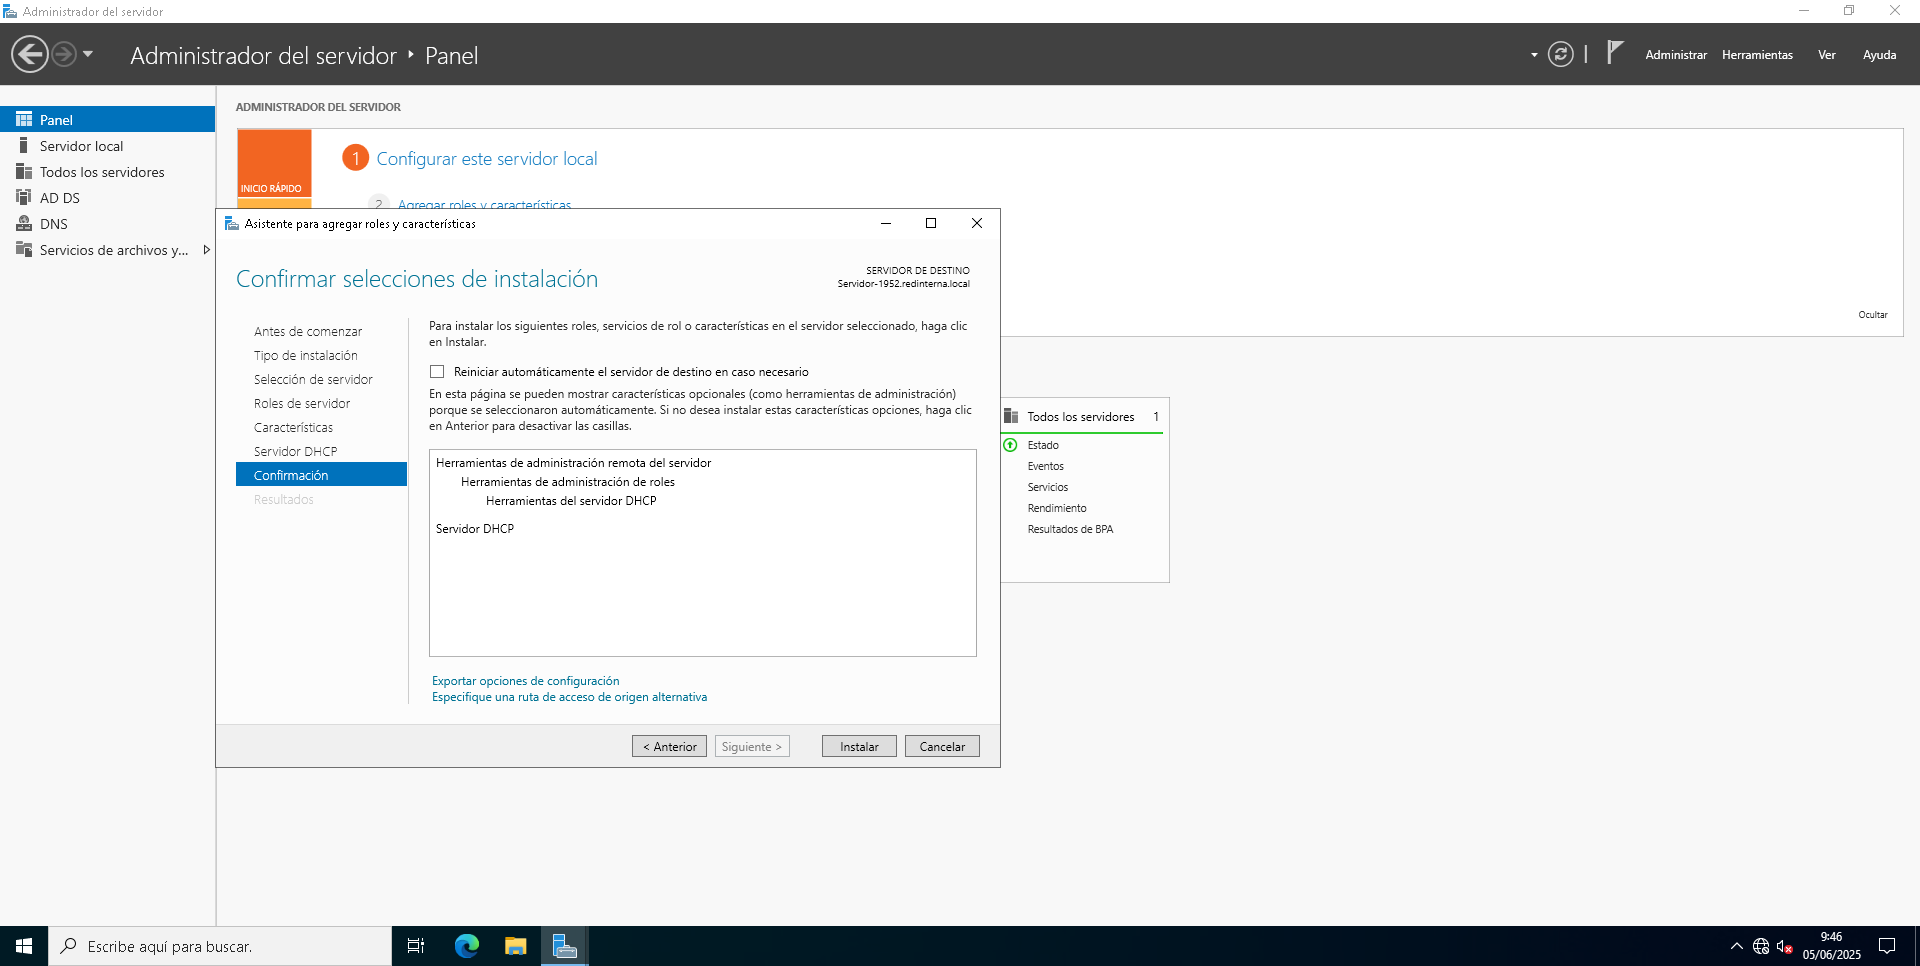 Administrador del servidor
Administrador del servidor ‣ Panel
Administrar
Herramientas
Ver
Ayuda
Panel
Servidor local
Todos los servidores
AD DS
DNS
Servicios de archivos y...
ADMINISTRADOR DEL SERVIDOR
INICIO RÁPIDO
1 Configurar este servidor local
2 Agregar roles y características
Ocultar
Asistente para agregar roles y características
Confirmar selecciones de instalación
SERVIDOR DE DESTINO
Servidor-1952.redinterna.local
Antes de comenzar
Tipo de instalación
Selección de servidor
Roles de servidor
Características
Servidor DHCP
Confirmación
Resultados
Para instalar los siguientes roles, servicios de rol o características en el servidor seleccionado, haga clic
en Instalar.
Reiniciar automáticamente el servidor de destino en caso necesario
En esta página se pueden mostrar características opcionales (como herramientas de administración)
porque se seleccionaron automáticamente. Si no desea instalar estas características opciones, haga clic
en Anterior para desactivar las casillas.
Herramientas de administración remota del servidor
Herramientas de administración de roles
Herramientas del servidor DHCP
Servidor DHCP
Exportar opciones de configuración
Especifique una ruta de acceso de origen alternativa
< Anterior
Siguiente >
Instalar
Cancelar
Todos los servidores 1
Estado
Eventos
Servicios
Rendimiento
Resultados de BPA
Escribe aquí para buscar.
9:46
05/06/2025